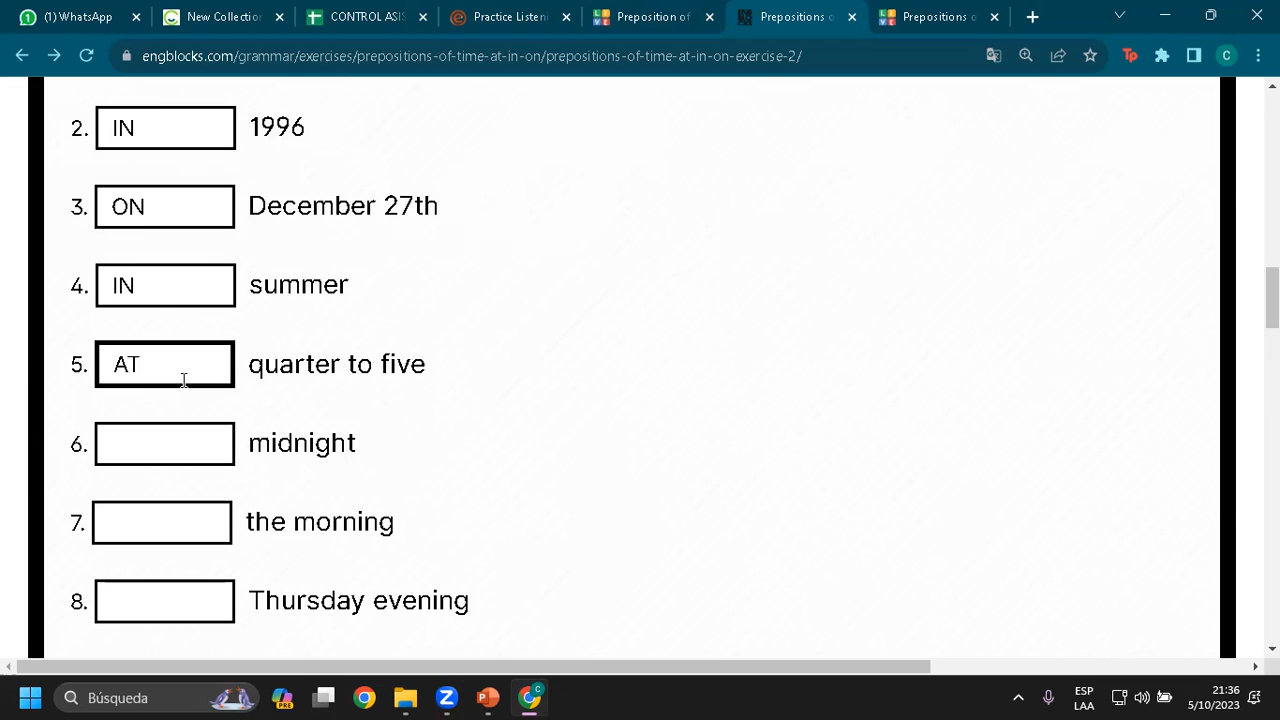 (1) WhatsApp
New Collection
CONTROL ASIS
Practice Listeni
Preposition of
Prepositions o
Prepositions o
engblocks.com/grammar/exercises/prepositions-of-time-at-in-on/prepositions-of-time-at-in-on-exercise-2/
2. IN 1996
3. ON December 27th
4. IN summer
5. AT quarter to five
6. midnight
7. the morning
8. Thursday evening
Búsqueda
ESP
LAA
21:36
5/10/2023